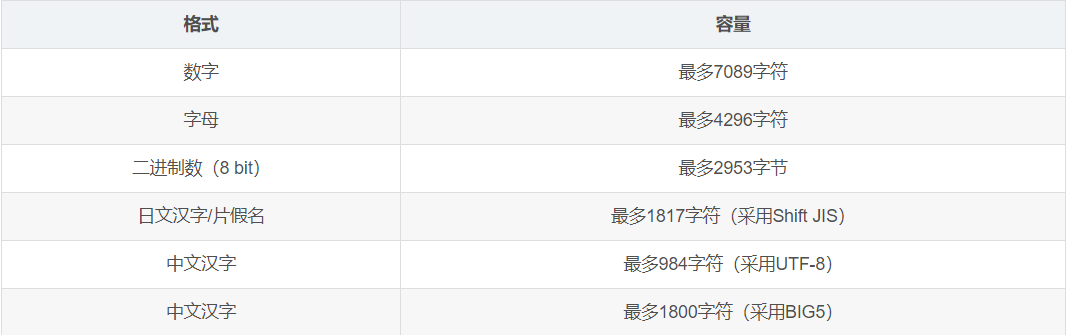 格式 容量
数字 最多7089字符
字母 最多4296字符
二进制数（8 bit） 最多2953字节
日文汉字/片假名 最多1817字符（采用Shift JIS）
中文汉字 最多984字符（采用UTF-8）
中文汉字 最多1800字符（采用BIG5）